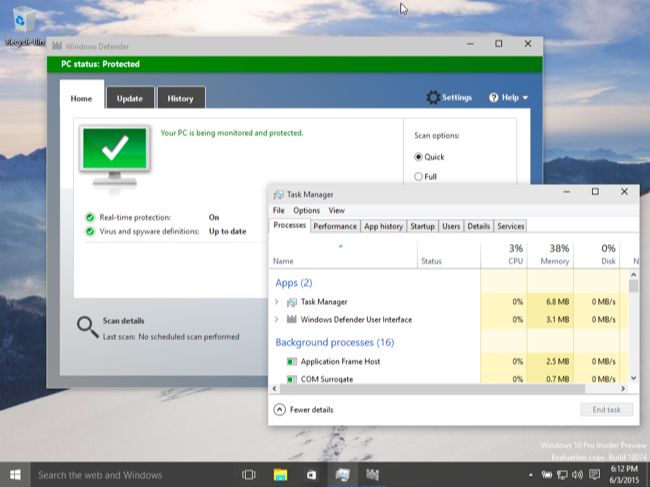 Recycle Bin
Windows Defender
PC status: Protected
Home
Update
History
Settings
Help
Your PC is being monitored and protected.
Scan options:
Quick
Full
Real-time protection: On
Virus and spyware definitions: Up to date
Scan details
Last scan: No scheduled scan performed
Task Manager
File Options View
Processes Performance App history Startup Users Details Services
3% 38% 0%
Name Status CPU Memory Disk N
Apps (2)
Task Manager 0% 6.8 MB 0 MB/s
Windows Defender User Interface 0% 3.1 MB 0 MB/s
Background processes (16)
Application Frame Host 0% 2.5 MB 0 MB/s
COM Surrogate 0% 0.7 MB 0 MB/s
Fewer details
End task
Windows 10 Pro Insider Preview
Evaluation copy. Build 10074
Search the web and Windows
6:12 PM
6/3/2015